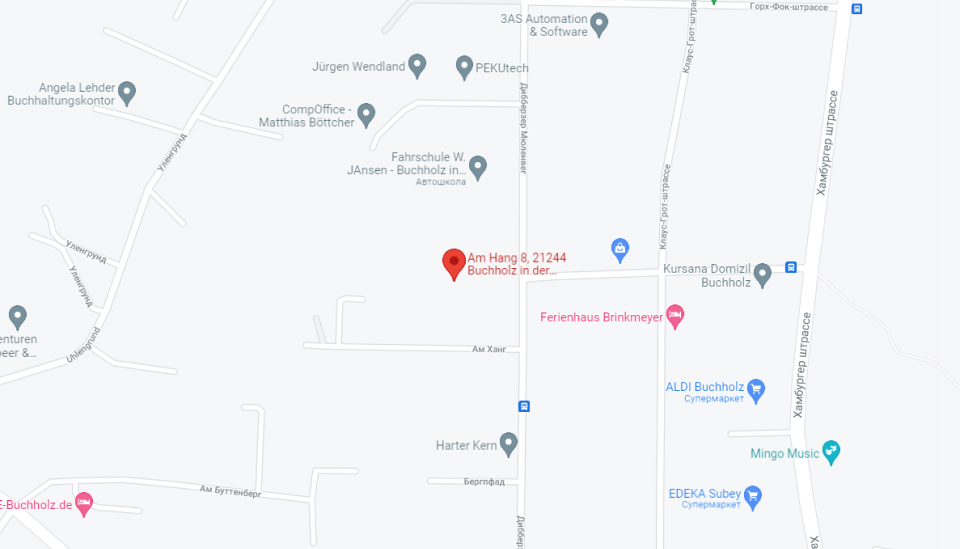 Горх-Фок-штрассе
3AS Automation
& Software
Клаус-Грот-штрассе
Jürgen Wendland
PEKUtech
Angela Lehder
Buchhaltungskontor
CompOffice -
Matthias Böttcher
Дибберзер Мюленвег
Хамбургер штрассе
Уленгрунд
Fahrschule W.
JAnsen - Buchholz in...
Автошкола
Клаус-Грот-штрассе
Уленгрунд
Am Hang 8, 21244
Buchholz in der...
Kursana Domizil
Buchholz
Уленгрунд
Ferienhaus Brinkmeyer
enturen
eer &...
Uhlengrund
Ам Ханг
Хамбургер штрассе
ALDI Buchholz
Супермаркет
Harter Kern
Mingo Music
Бергпфад
Ам Буттенберг
EDEKA Subey
Супермаркет
E-Buchholz.de
Дибберз
Ха